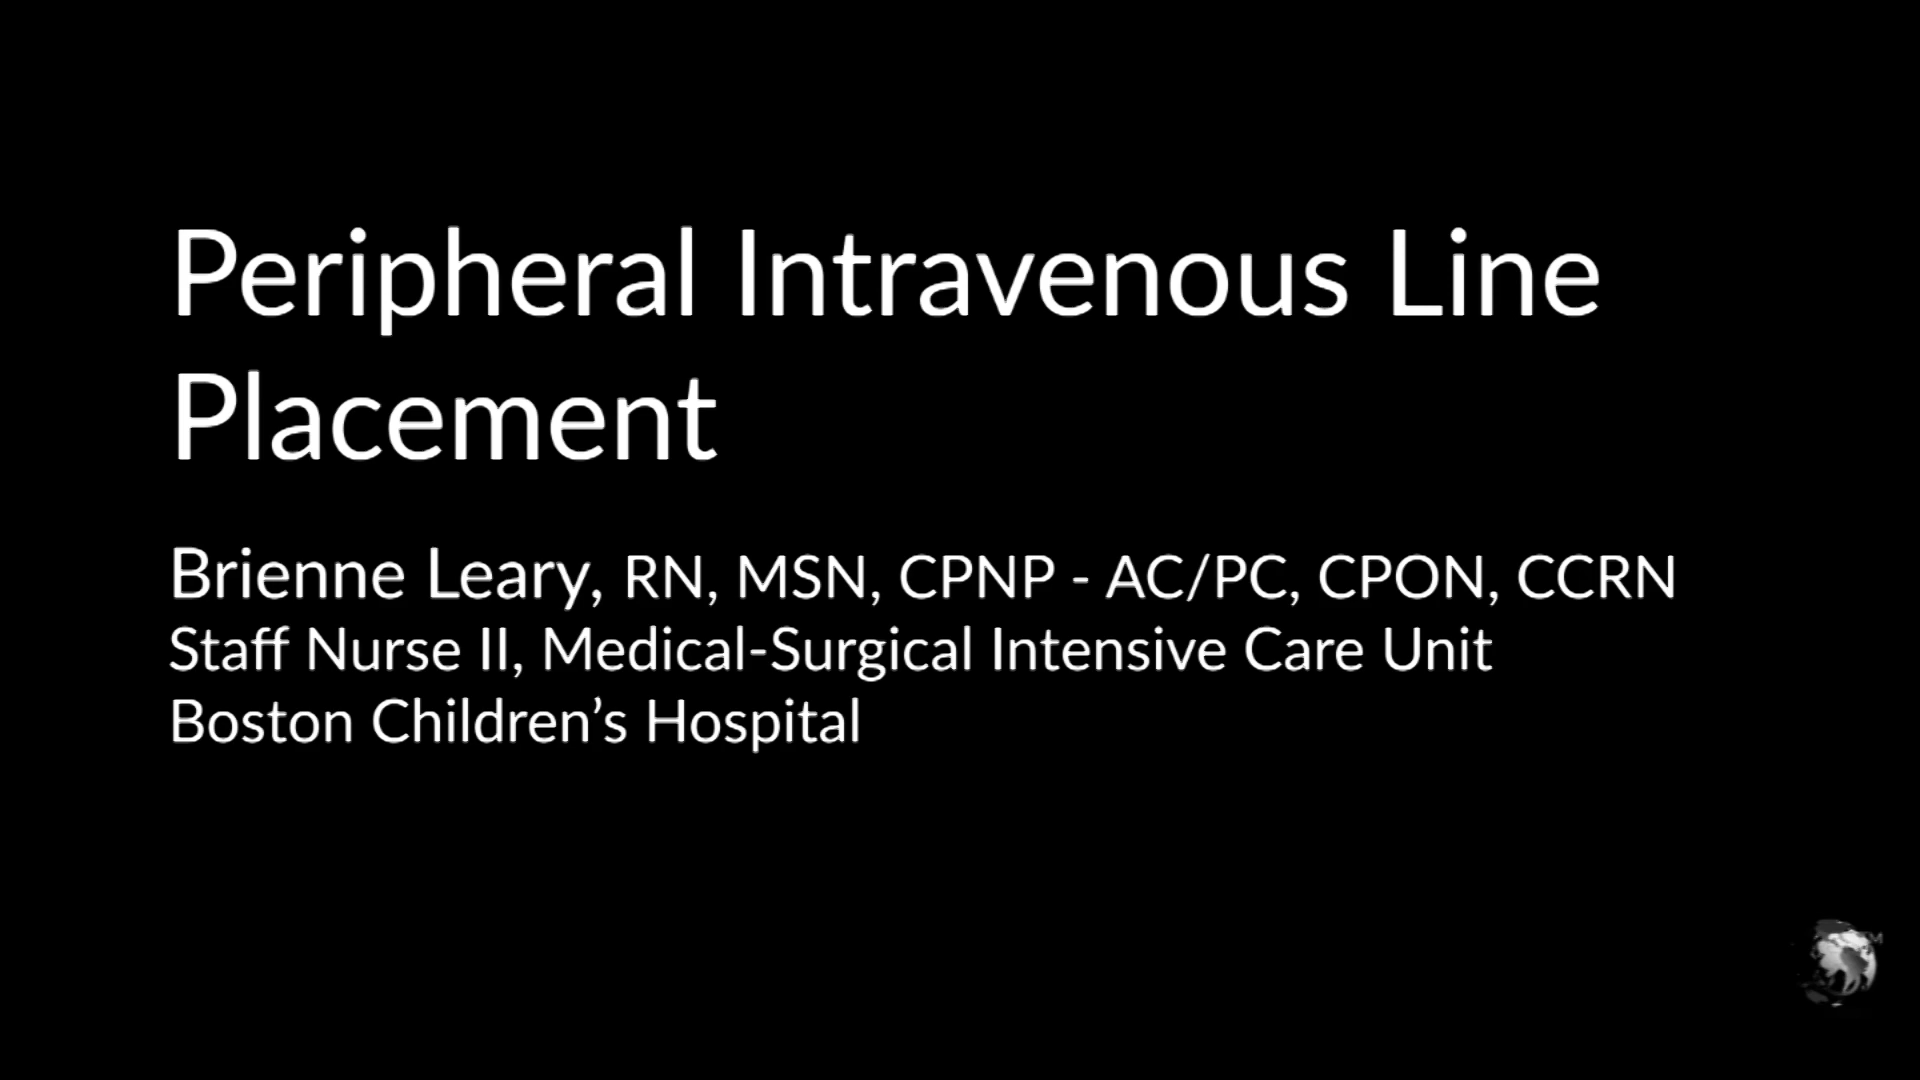 Peripheral Intravenous Line
Placement
Brienne Leary, RN, MSN, CPNP - AC/PC, CPON, CCRN
Staff Nurse II, Medical-Surgical Intensive Care Unit
Boston Children’s Hospital
TM